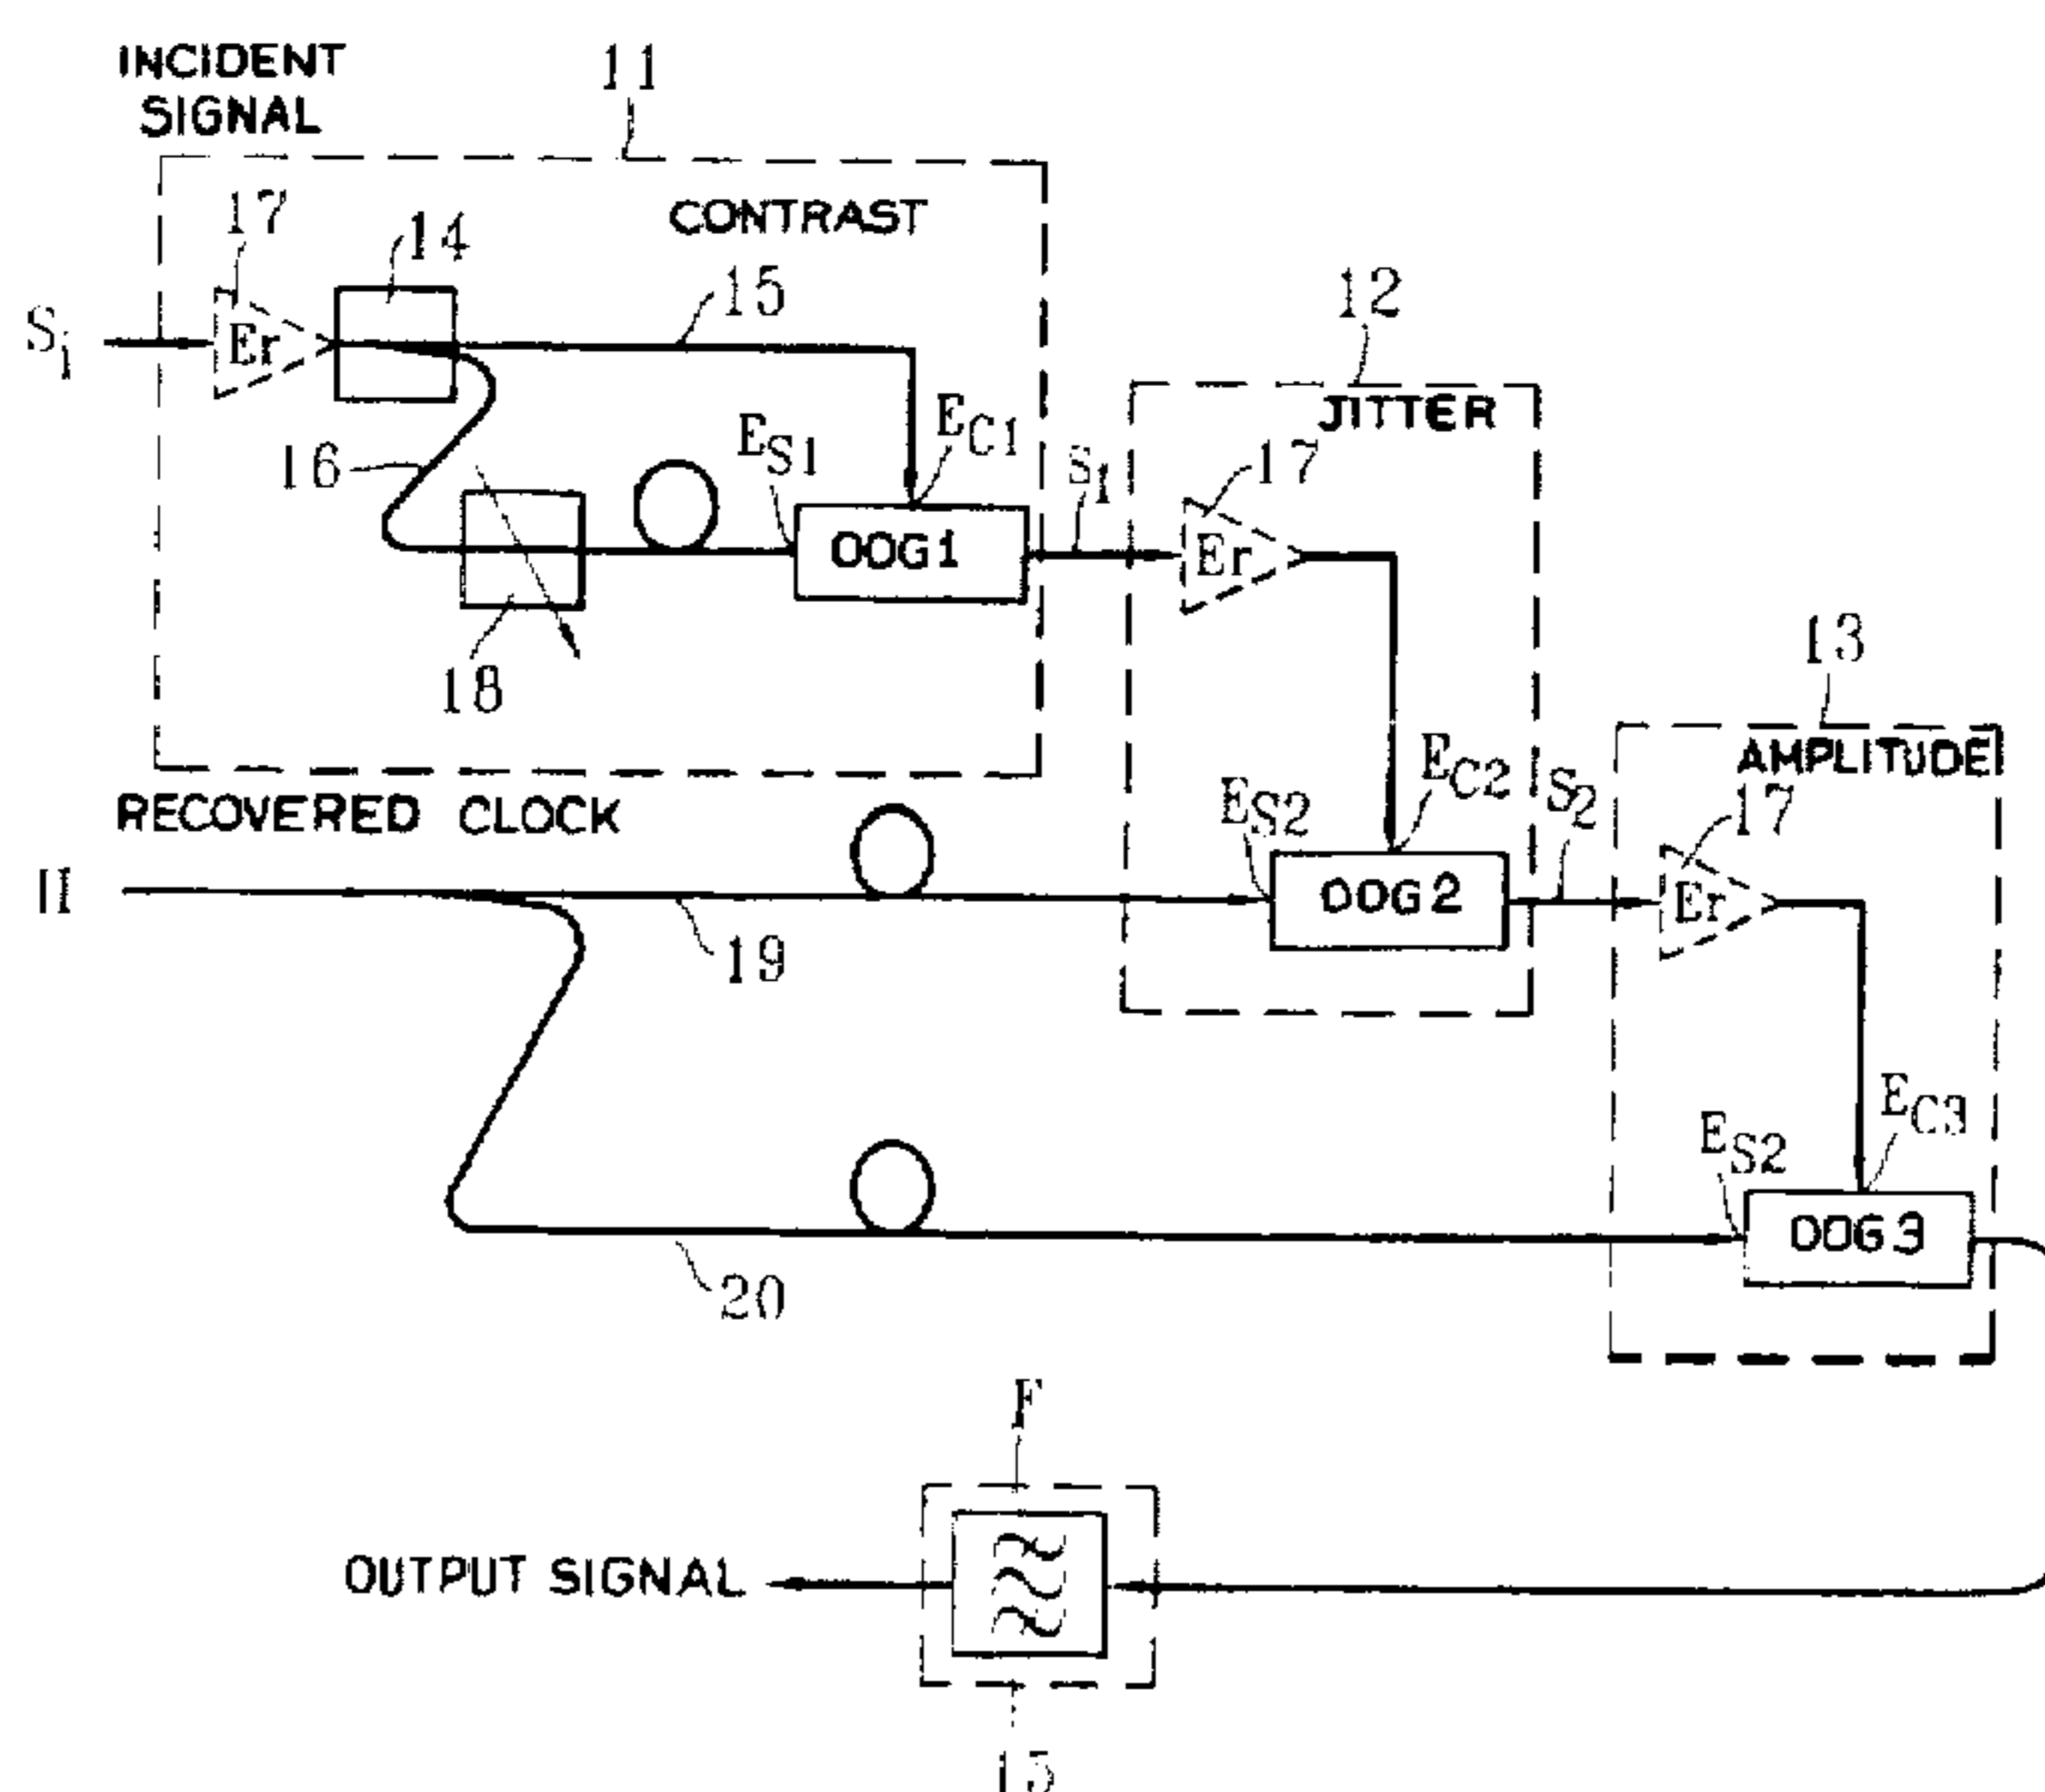 INCIDENT
SIGNAL
11
17
14
CONTRAST
15
12
Si
Er
JITTER
EC1
ES1
16
S1
17
OOG1
Er
18
13
EC2
AMPLITUDE
RECOVERED CLOCK
ES2
S2
17
H
OOG2
Er
19
EC3
ES2
OOG3
20
F
OUTPUT SIGNAL
15